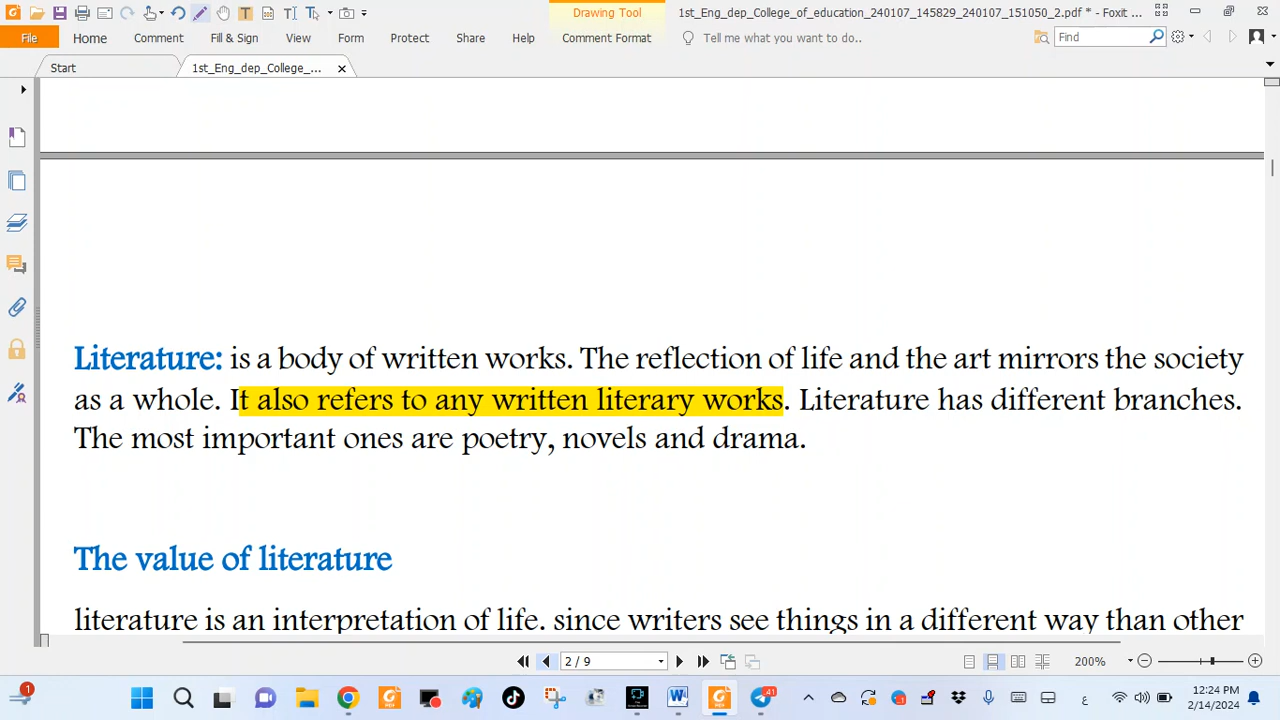 Drawing Tool
1st_Eng_dep_College_of_education_240107_145829_240107_151059_2.pdf * - Foxit ...
File Home Comment Fill & Sign View Form Protect Share Help Comment Format Tell me what you want to do.. Find
Start 1st_Eng_dep_College_...
Literature: is a body of written works. The reflection of life and the art mirrors the society
as a whole. It also refers to any written literary works. Literature has different branches.
The most important ones are poetry, novels and drama.
The value of literature
literature is an interpretation of life. since writers see things in a different way than other
2 / 9 200%
1 41 ع 12:24 PM
2/14/2024